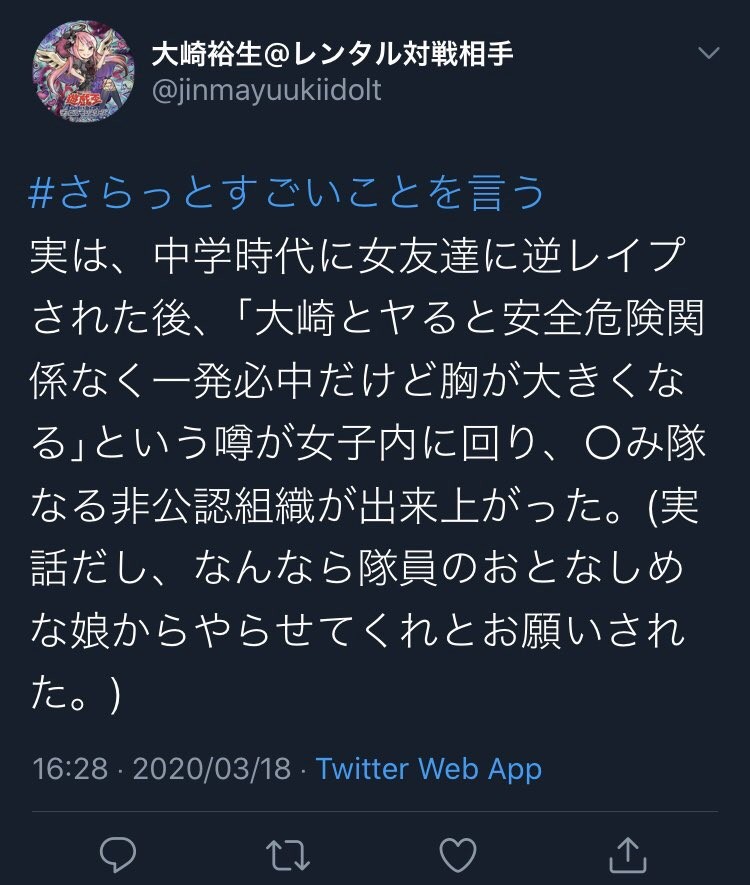 大崎裕生@レンタル対戦相手
@jinmayuukiidolt
#さらっとすごいことを言う
実は、中学時代に女友達に逆レイプ
された後、「大崎とヤると安全危険関
係なく一発必中だけど胸が大きくな
る」という噂が女子内に回り、〇み隊
なる非公認組織が出来上がった。(実
話だし、なんなら隊員のおとなしめ
な娘からやらせてくれとお願いされ
た。)
16:28 · 2020/03/18 · Twitter Web App